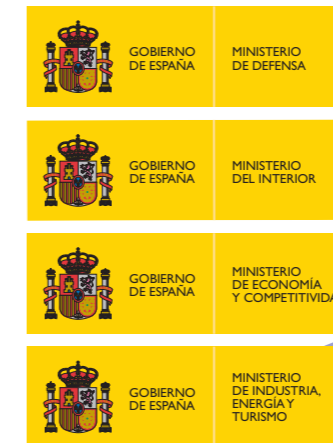 GOBIERNO
DE ESPAÑA
MINISTERIO
DE DEFENSA
GOBIERNO
DE ESPAÑA
MINISTERIO
DEL INTERIOR
GOBIERNO
DE ESPAÑA
MINISTERIO
DE ECONOMÍA
Y COMPETITIVIDA
GOBIERNO
DE ESPAÑA
MINISTERIO
DE INDUSTRIA,
ENERGÍA Y
TURISMO